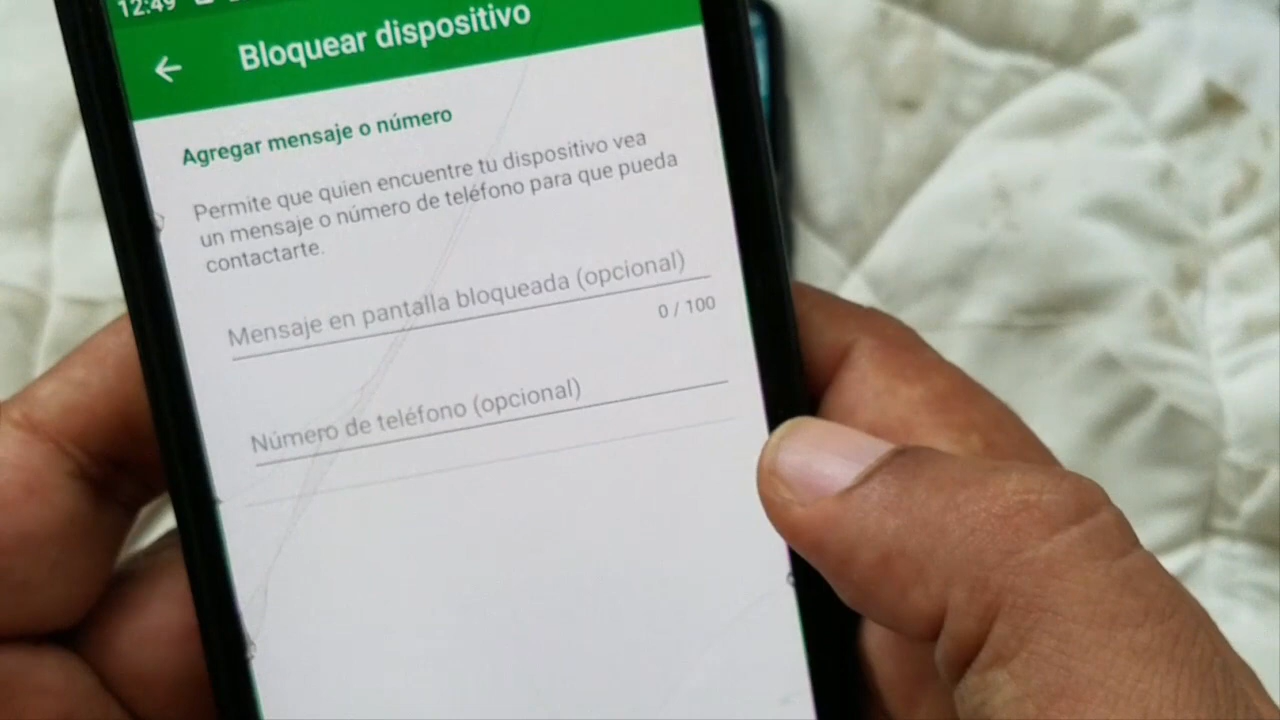 12:49
Bloquear dispositivo
Agregar mensaje o número
Permite que quien encuentre tu dispositivo vea
un mensaje o número de teléfono para que pueda
contactarte.
Mensaje en pantalla bloqueada (opcional)
0 / 100
Número de teléfono (opcional)